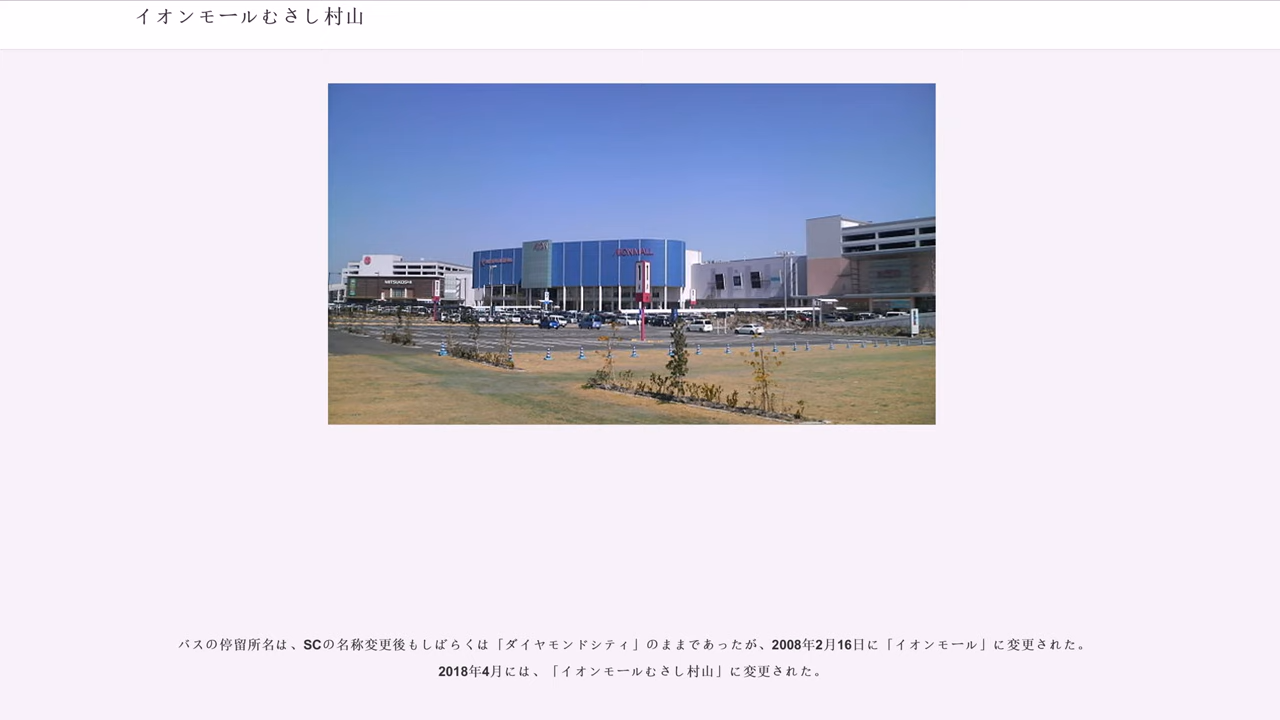 イオンモールむさし村山
MITSUKOSHI
AEON MALL
バスの停留所名は、SCの名称変更後もしばらくは「ダイヤモンドシティ」のままであったが、2008年2月16日に「イオンモール」に変更された。
2018年4月には、「イオンモールむさし村山」に変更された。